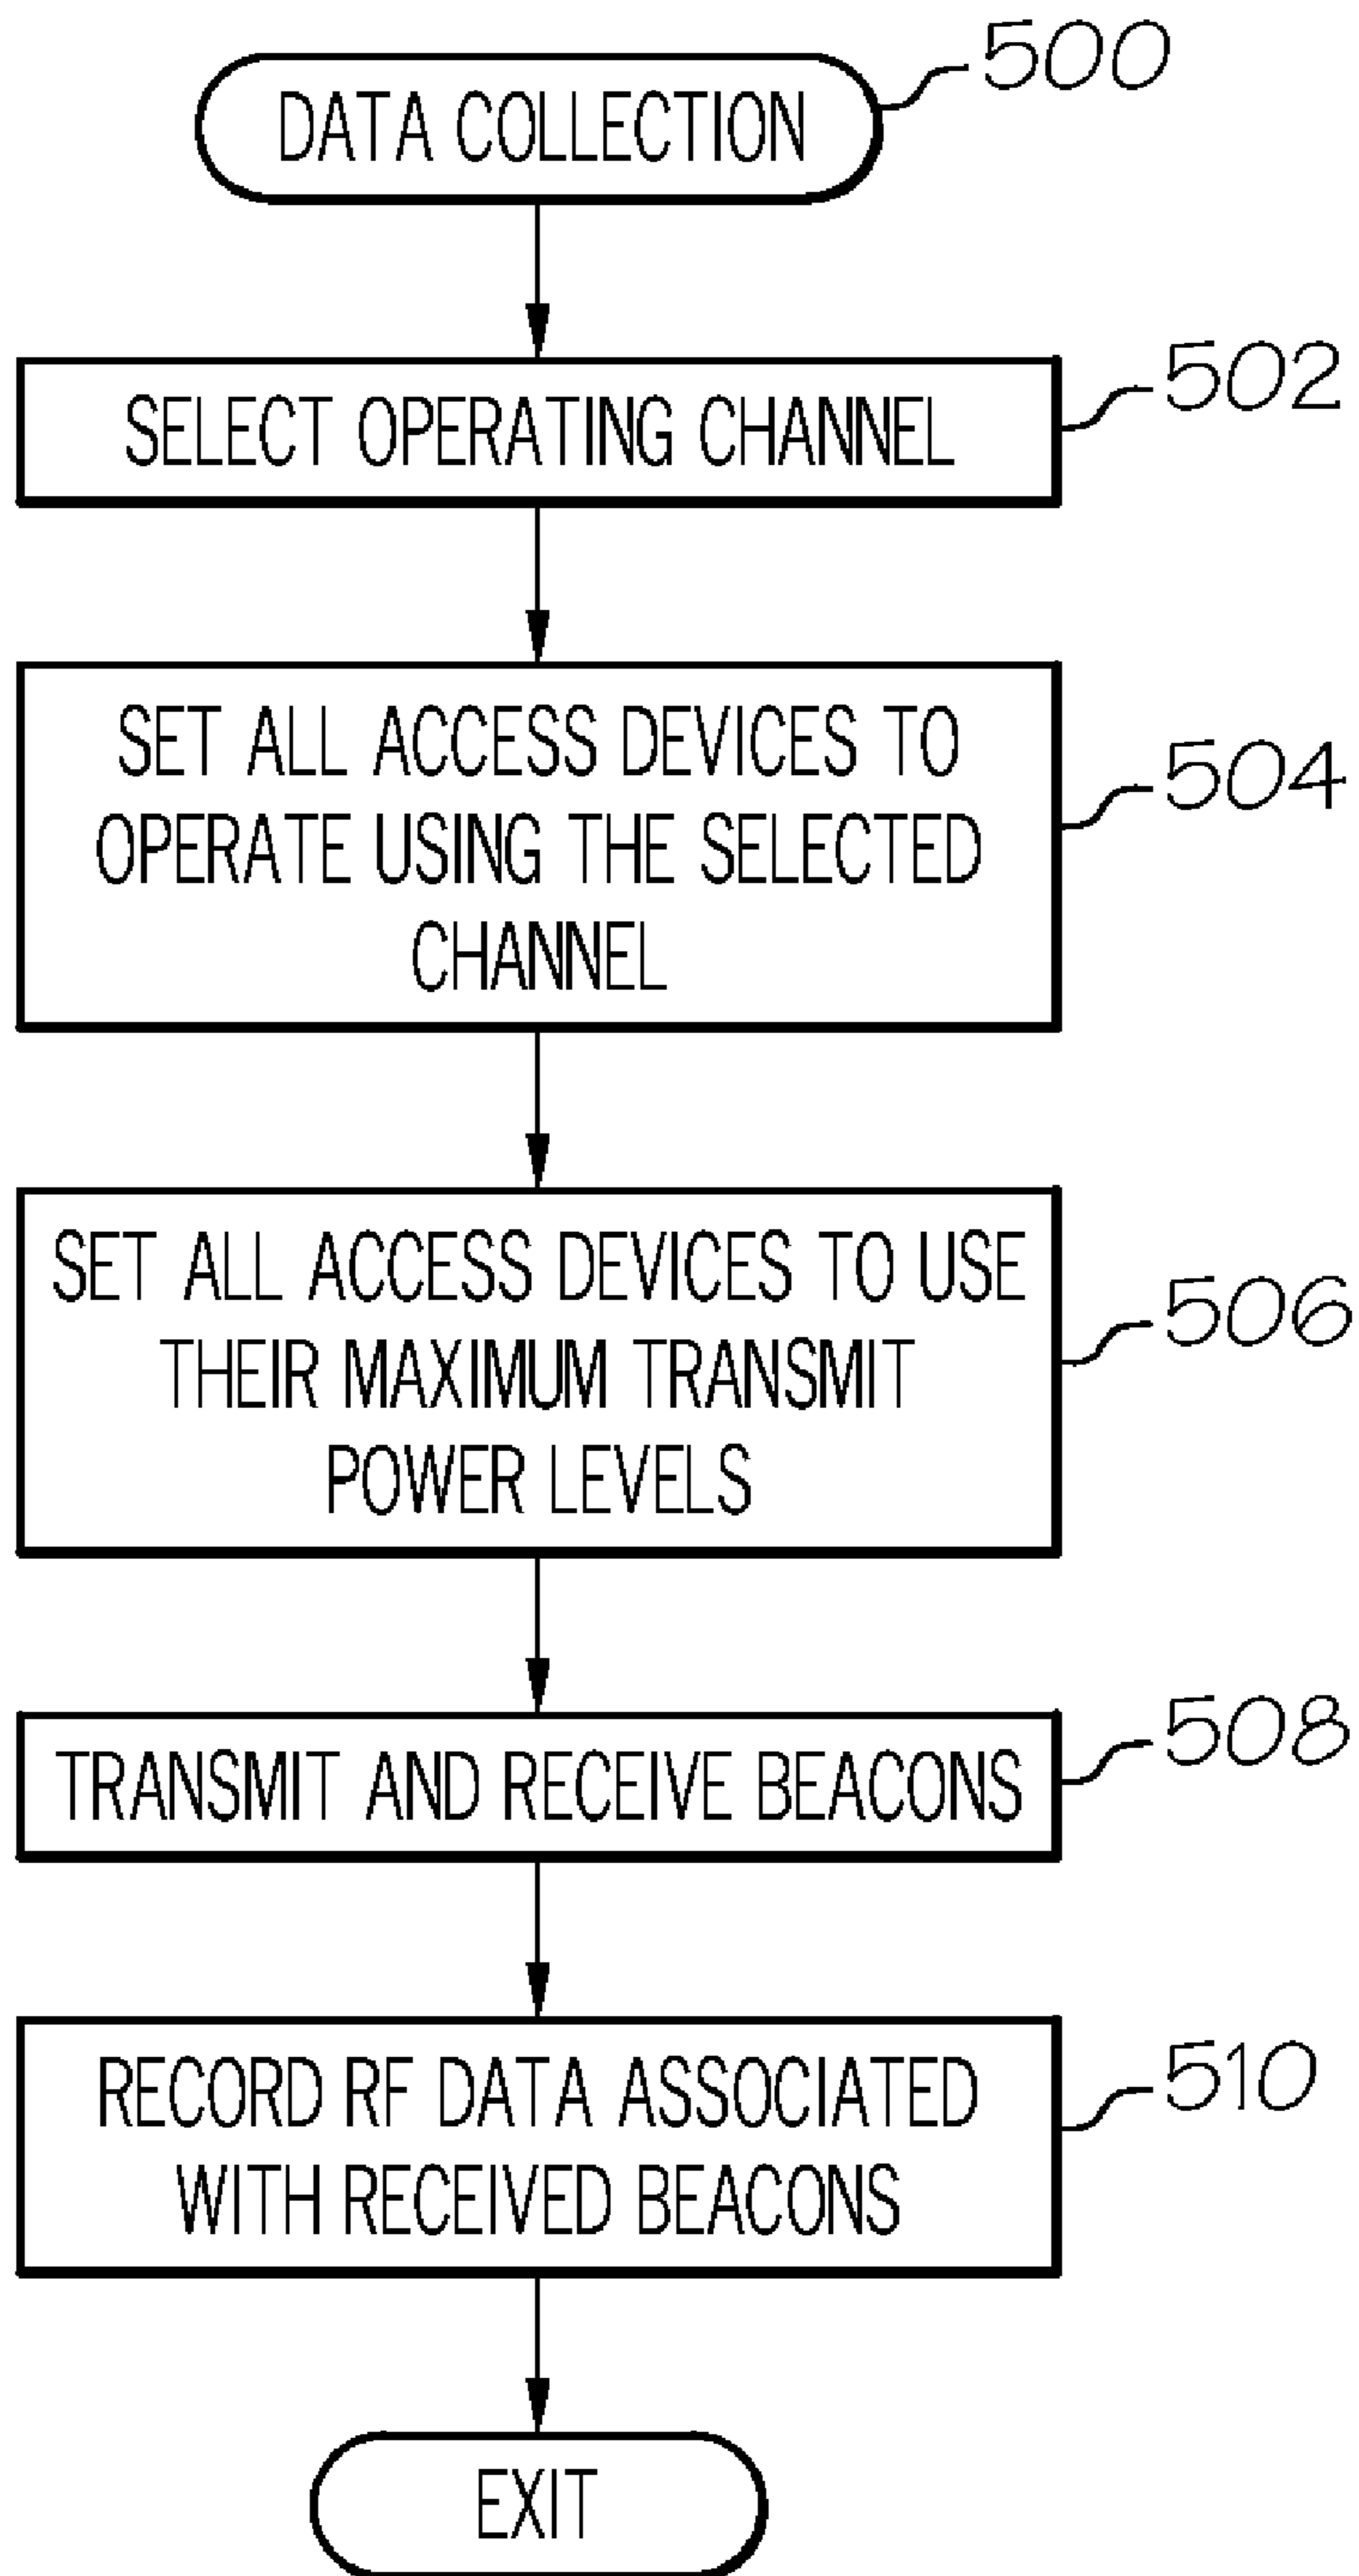 DATA COLLECTION
500
SELECT OPERATING CHANNEL
502
SET ALL ACCESS DEVICES TO
OPERATE USING THE SELECTED
CHANNEL
504
SET ALL ACCESS DEVICES TO USE
THEIR MAXIMUM TRANSMIT
POWER LEVELS
506
TRANSMIT AND RECEIVE BEACONS
508
RECORD RF DATA ASSOCIATED
WITH RECEIVED BEACONS
510
EXIT